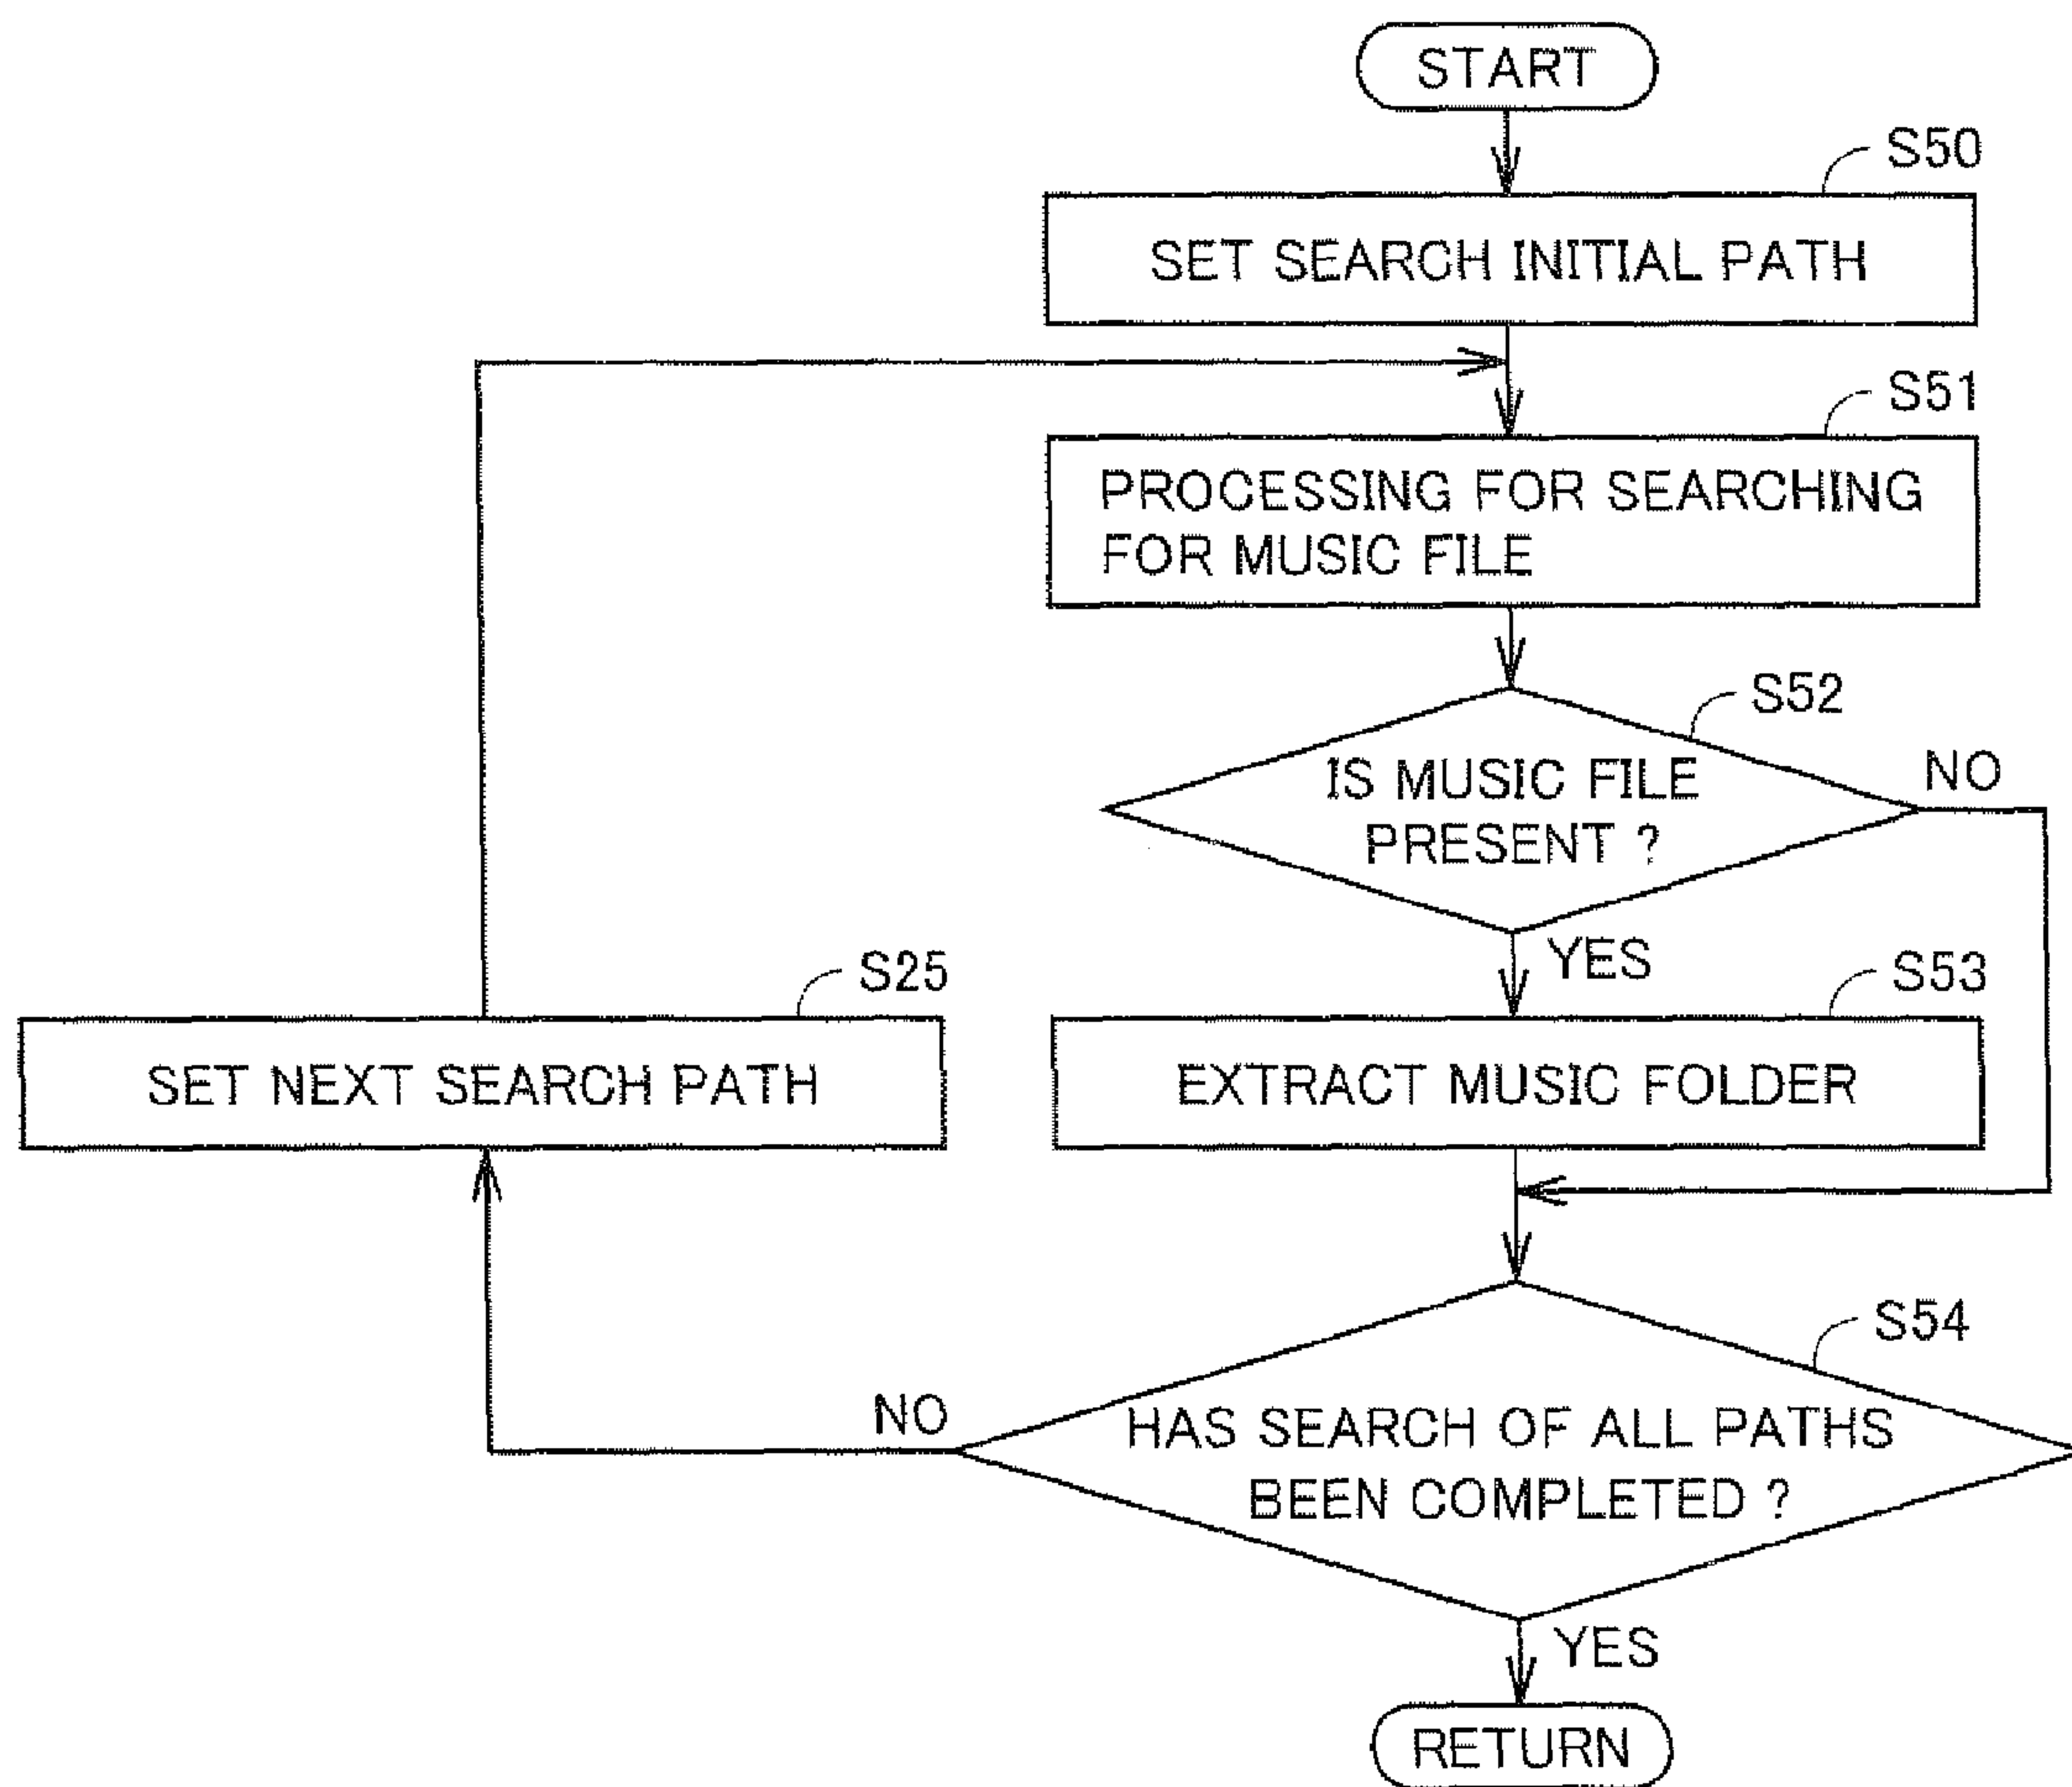 START
S50
SET SEARCH INITIAL PATH
S51
PROCESSING FOR SEARCHING
FOR MUSIC FILE
S52
IS MUSIC FILE
PRESENT ?
NO
YES
S53
EXTRACT MUSIC FOLDER
S25
SET NEXT SEARCH PATH
S54
HAS SEARCH OF ALL PATHS
BEEN COMPLETED ?
NO
YES
RETURN